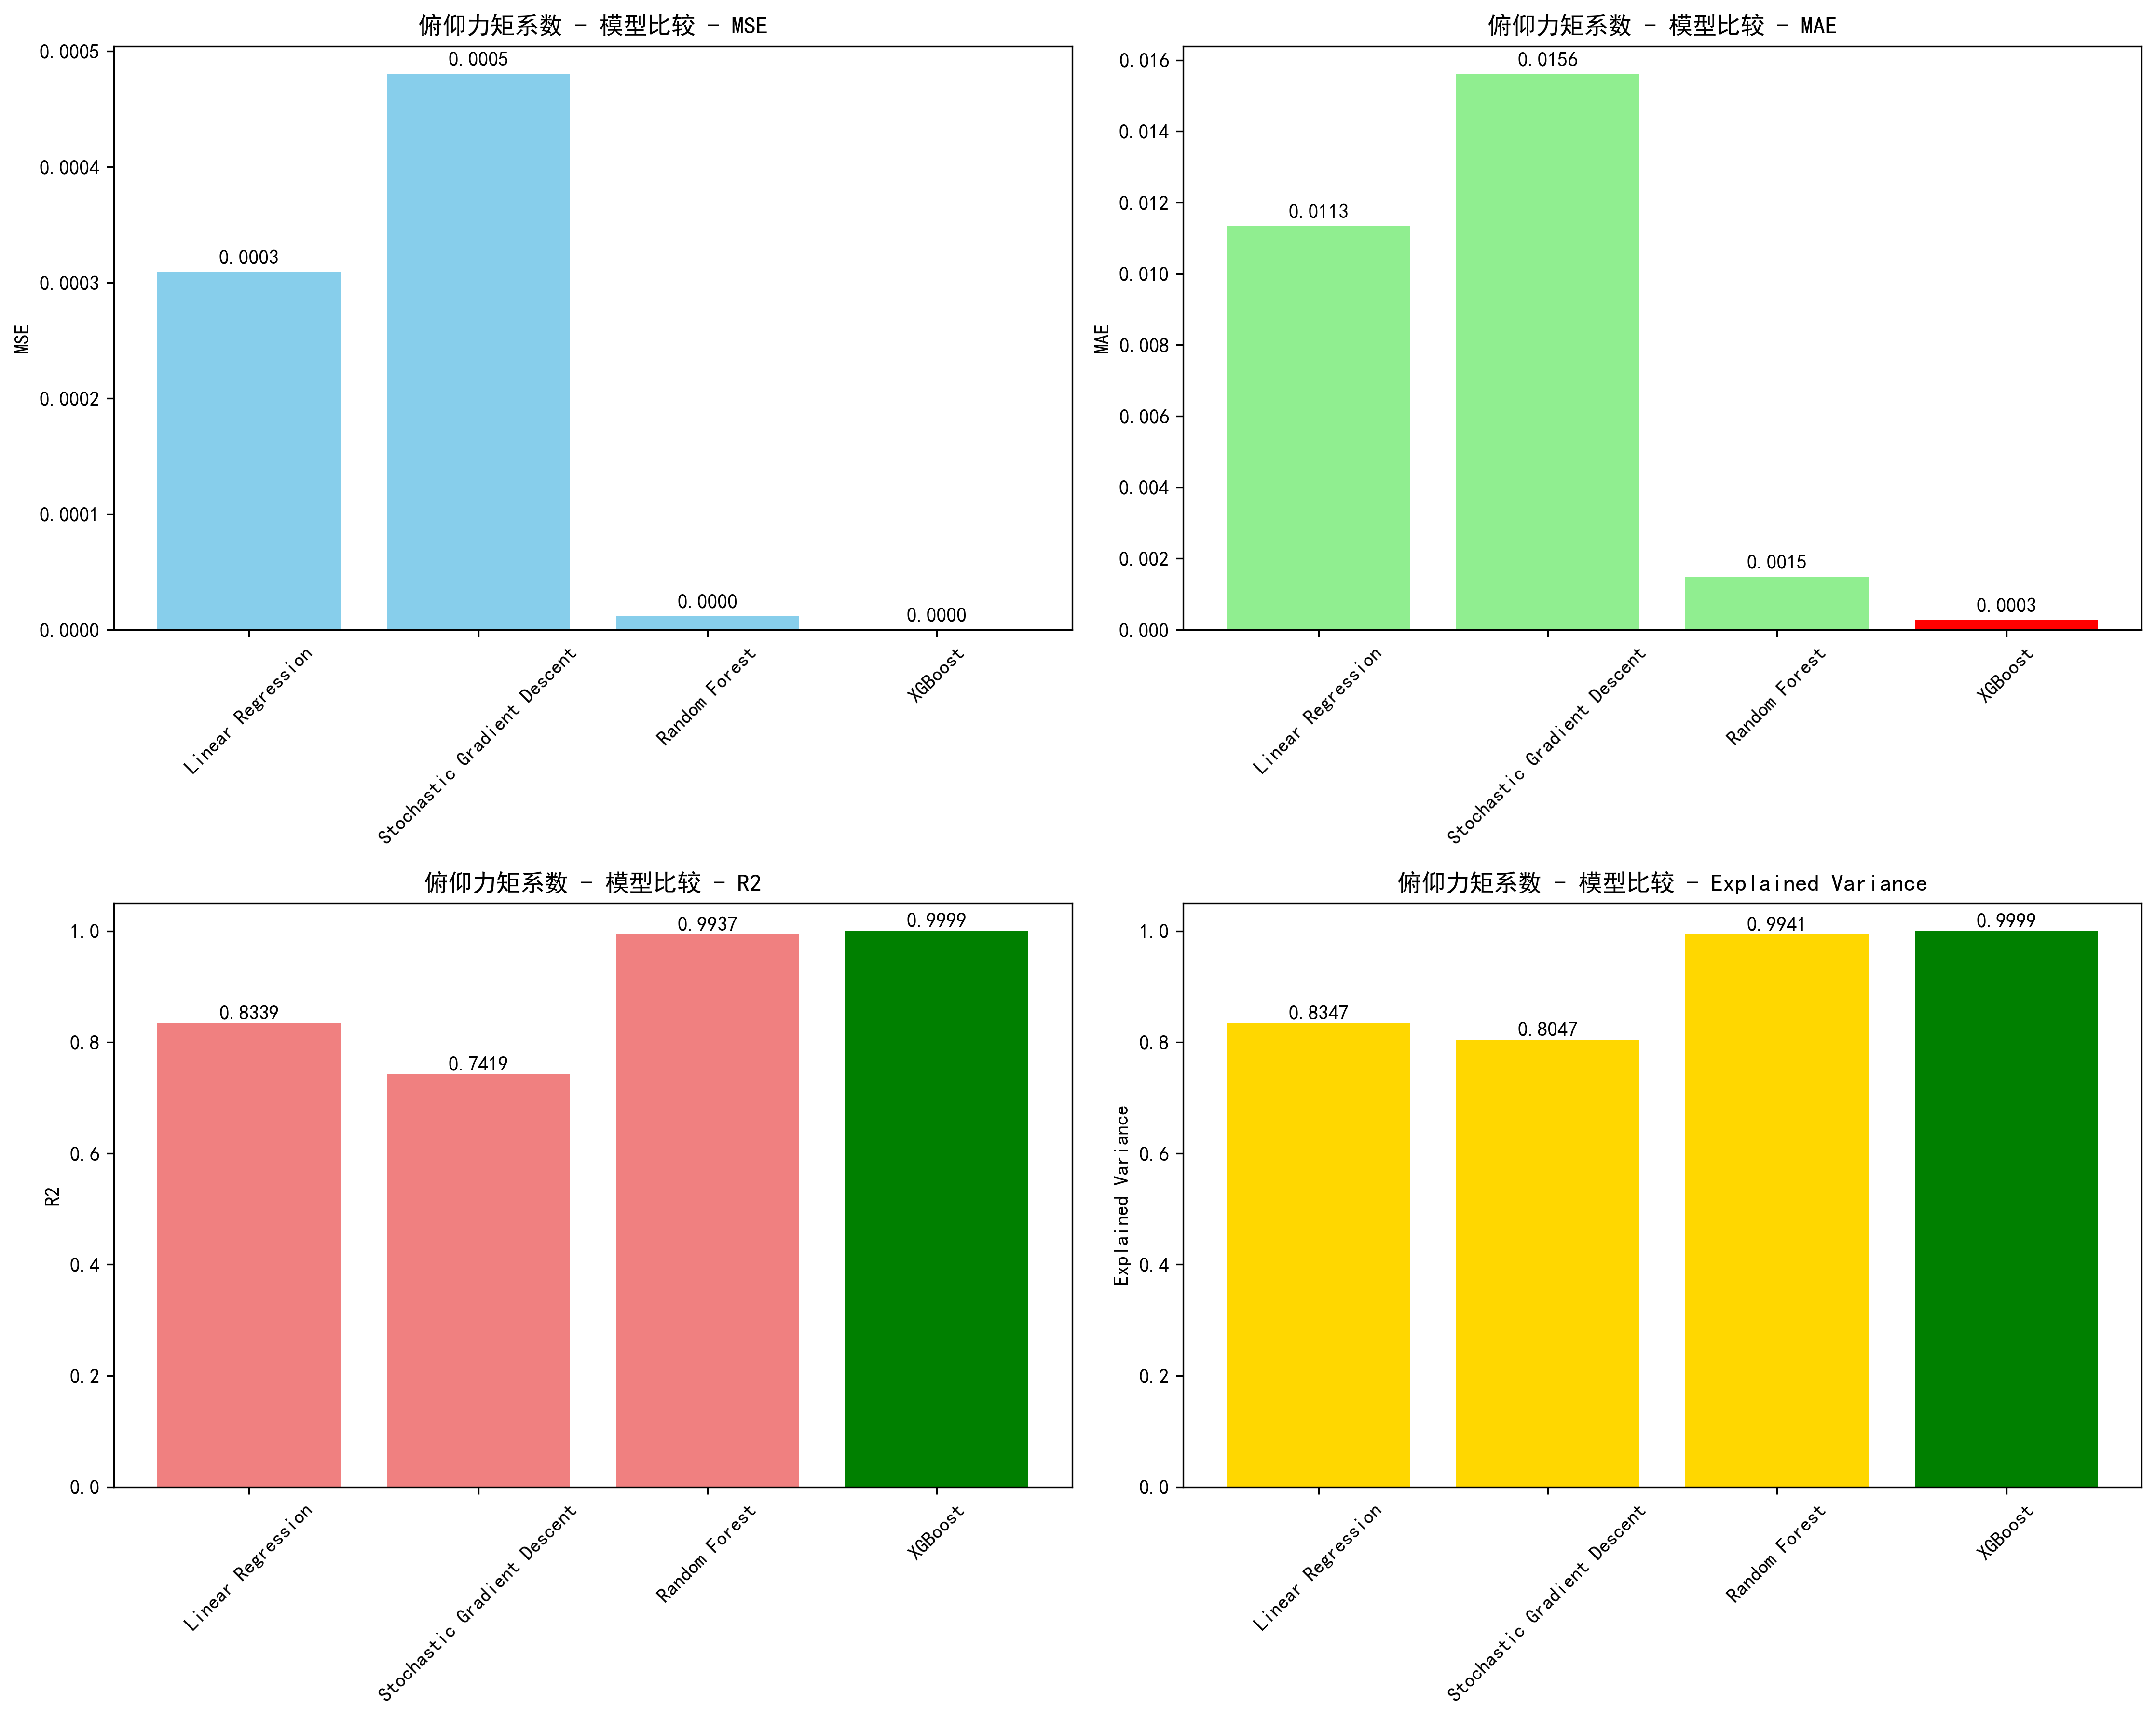 俯仰力矩系数 - 模型比较 - MSE
MSE
0.0005
0.0004
0.0003
0.0002
0.0001
0.0000
0.0003
0.0005
0.0000
0.0000
Linear Regression
Stochastic Gradient Descent
Random Forest
XGBoost
俯仰力矩系数 - 模型比较 - MAE
MAE
0.016
0.014
0.012
0.010
0.008
0.006
0.004
0.002
0.000
0.0113
0.0156
0.0015
0.0003
Linear Regression
Stochastic Gradient Descent
Random Forest
XGBoost
俯仰力矩系数 - 模型比较 - R2
R2
1.0
0.8
0.6
0.4
0.2
0.0
0.8339
0.7419
0.9937
0.9999
Linear Regression
Stochastic Gradient Descent
Random Forest
XGBoost
俯仰力矩系数 - 模型比较 - Explained Variance
Explained Variance
1.0
0.8
0.6
0.4
0.2
0.0
0.8347
0.8047
0.9941
0.9999
Linear Regression
Stochastic Gradient Descent
Random Forest
XGBoost